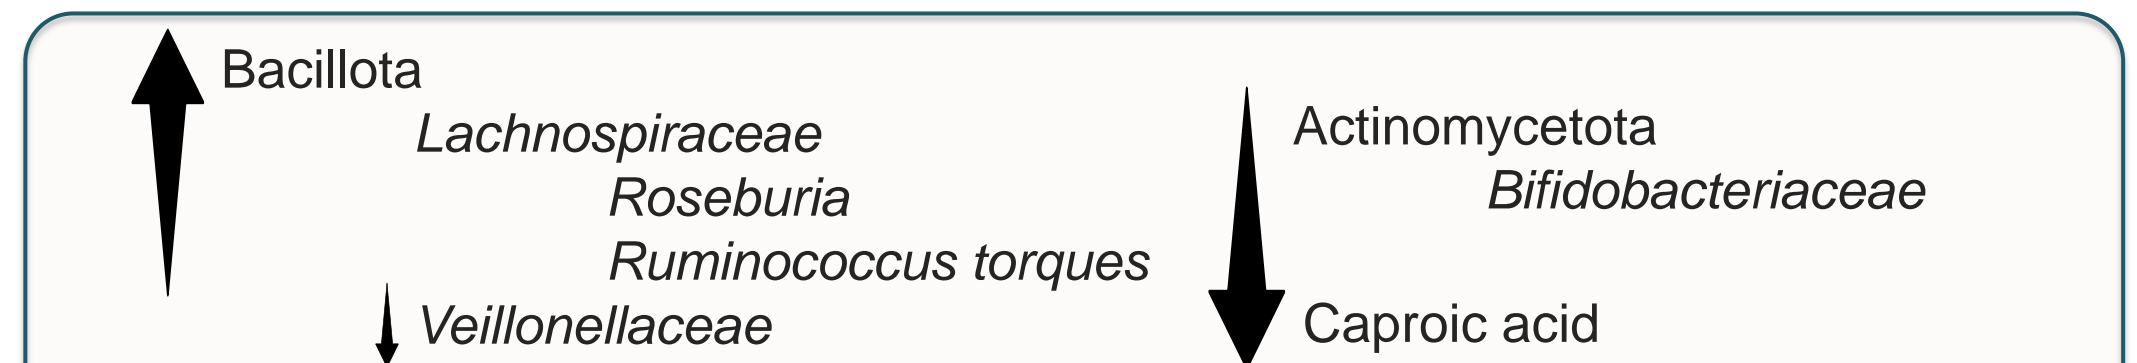 Bacillota
Lachnospiraceae
Roseburia
Ruminococcus torques
Veillonellaceae
Actinomycetota
Bifidobacteriaceae
Caproic acid